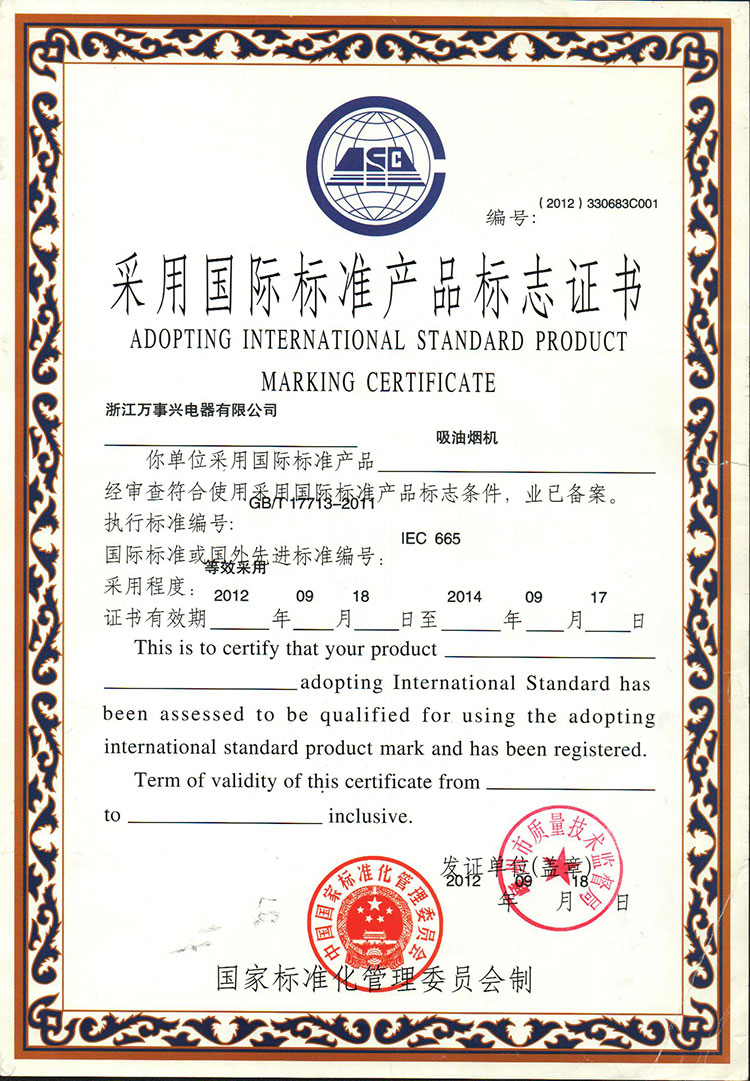 ISC
编号:
(2012)330683C001
采用国际标准产品标志证书
ADOPTING INTERNATIONAL STANDARD PRODUCT
MARKING CERTIFICATE
浙江万事兴电器有限公司
吸油烟机
你单位采用国际标准产品
经审查符合使用采用国际标准产品标志条件，业已备案。
GB/T 17713-2011
执行标准编号:
IEC 665
国际标准或国外先进标准编号:
等效采用
采用程度:
2012 09 18 2014 09 17
证书有效期 年 月 日至 年 月 日
This is to certify that your product
adopting International Standard has
been assessed to be qualified for using the adopting
international standard product mark and has been registered.
Term of validity of this certificate from
to inclusive.
发证单位(盖章)
2012 09 18
年 月 日
市质量技术监督局
中国国家标准化管理委员会
国家标准化管理委员会制